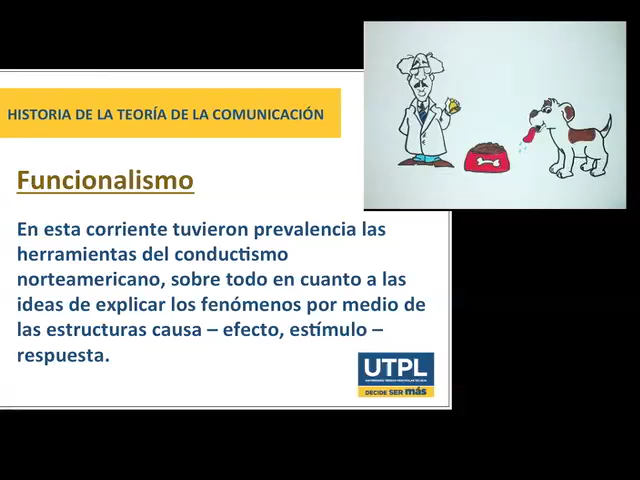 HISTORIA DE LA TEORÍA DE LA COMUNICACIÓN
Funcionalismo
En esta corriente tuvieron prevalencia las
herramientas del conductismo
norteamericano, sobre todo en cuanto a las
ideas de explicar los fenómenos por medio de
las estructuras causa – efecto, estímulo –
respuesta.
UTPL
DECIDE SER más